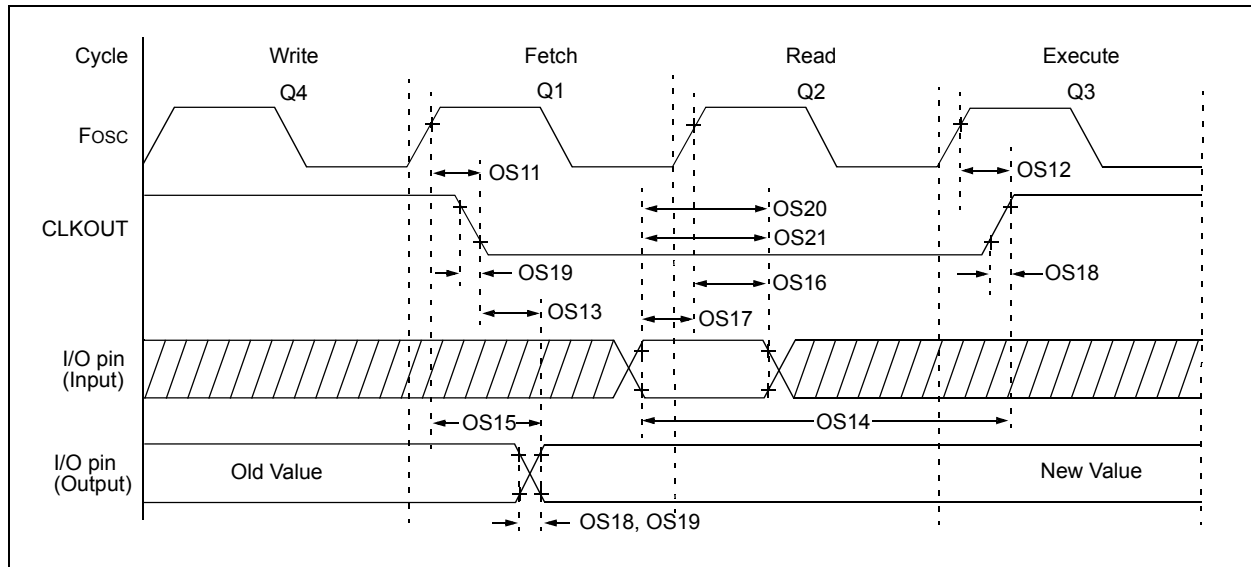 Cycle Write Fetch Read Execute
Q4 Q1 Q2 Q3
FOSC
OS11 OS12
OS20
CLKOUT
OS21
OS19 OS18
OS16
OS13 OS17
I/O pin
(Input)
OS15 OS14
I/O pin
(Output)
Old Value New Value
OS18, OS19